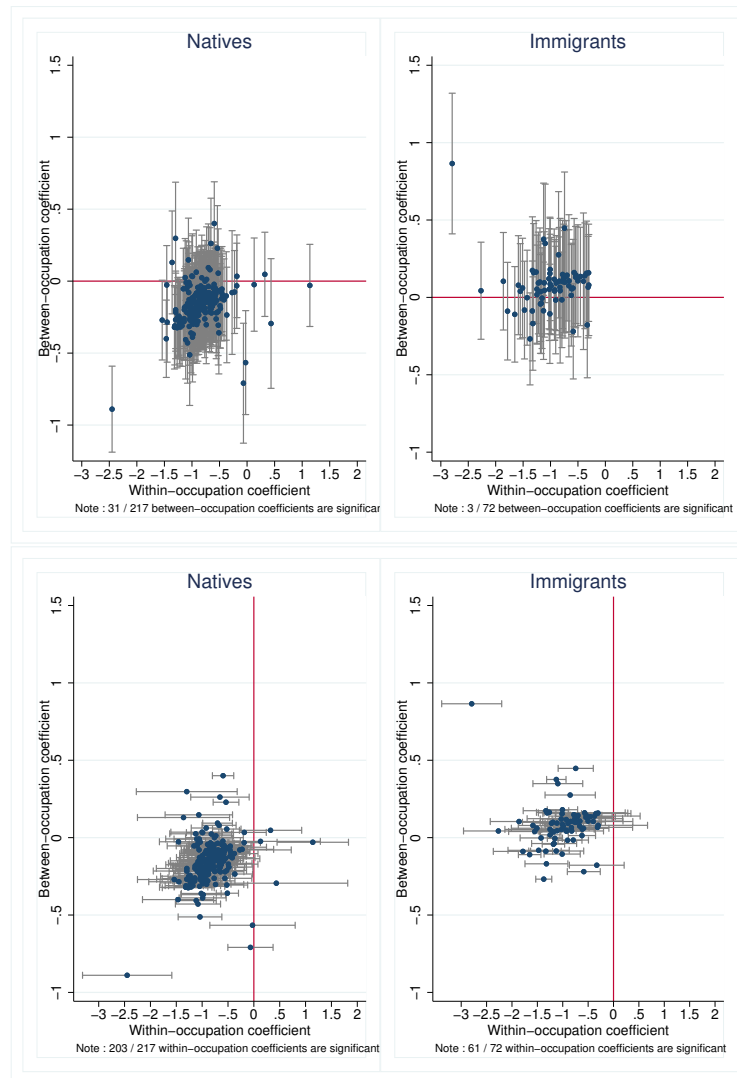 Natives
Between−occupation coefficient
1.5
1
.5
0
−.5
−1
−3 −2.5 −2 −1.5 −1 −.5 0 .5 1 1.5 2
Within−occupation coefficient
Note : 31 / 217 between−occupation coefficients are significan
Immigrants
Between−occupation coefficient
1.5
1
.5
0
−.5
−1
−3 −2.5 −2 −1.5 −1 −.5 0 .5 1 1.5 2
Within−occupation coefficient
Note : 3 / 72 between−occupation coefficients are significant
Natives
Between−occupation coefficient
1.5
1
.5
0
−.5
−1
−3 −2.5 −2 −1.5 −1 −.5 0 .5 1 1.5 2
Within−occupation coefficient
Note : 203 / 217 within−occupation coefficients are significant
Immigrants
Between−occupation coefficient
1.5
1
.5
0
−.5
−1
−3 −2.5 −2 −1.5 −1 −.5 0 .5 1 1.5 2
Within−occupation coefficient
Note : 61 / 72 within−occupation coefficients are significant